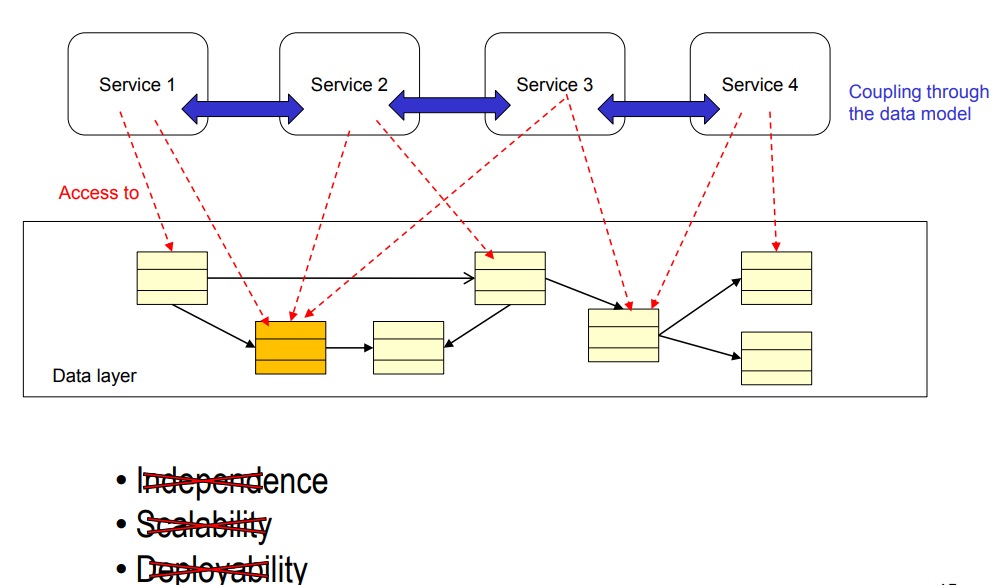 Service 1
Service 2
Service 3
Service 4
Coupling through
the data model
Access to
Data layer
• Independence
• Scalability
• Deployability